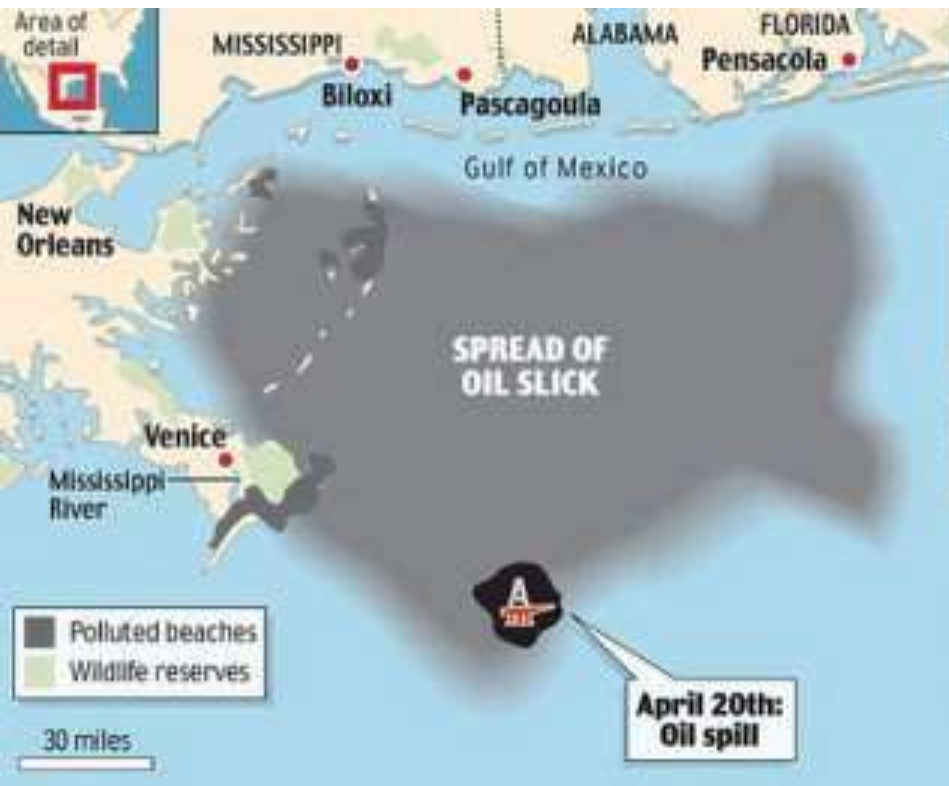 Area of
detail
MISSISSIPPI
ALABAMA
FLORIDA
Pensacola
Biloxi
Pascagoula
Gulf of Mexico
New
Orleans
SPREAD OF
OIL SLICK
Venice
Mississippi
River
Polluted beaches
Wildlife reserves
April 20th:
Oil spill
30 miles